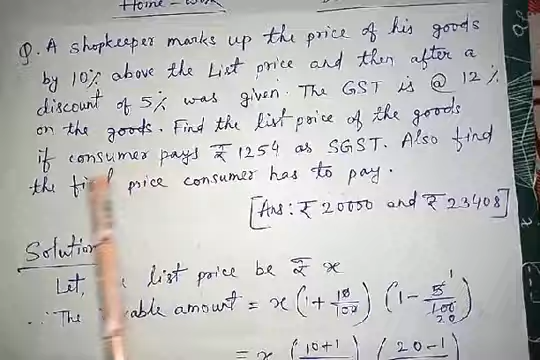 Home - Work
Q. A shopkeeper marks up the price of his goods
by 10% above the List price and then after a
discount of 5% was given. The GST is @ 12%
on the goods. Find the list price of the goods
if consumer pays ₹ 1254 as SGST. Also find
the price consumer has to pay.
[Ans: ₹ 20000 and ₹ 23408]
Solution
Let, list price be ₹ x
∴ The able amount = x (1 + 10/100) (1 - 5/100) 1 20
= x (10+1) (20-1)